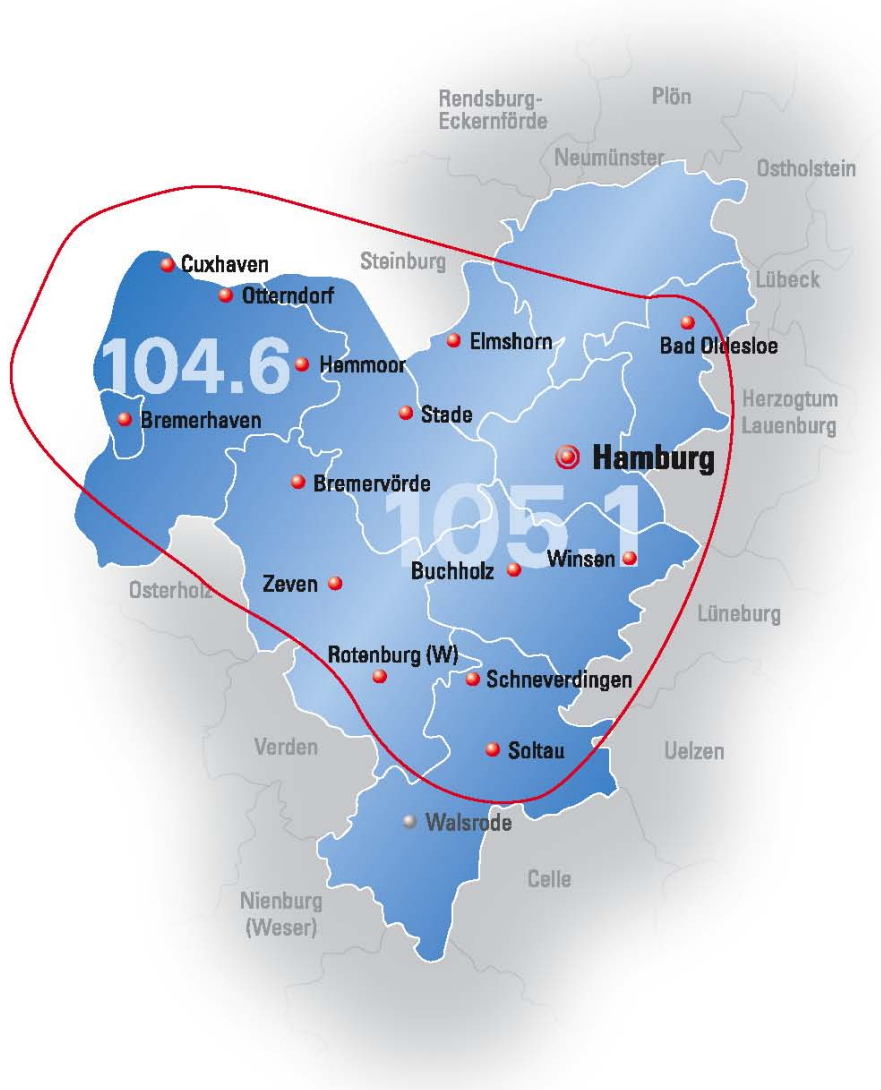 Rendsburg-
Eckernförde
Plön
Neumünster
Ostholstein
Steinburg
Cuxhaven
Lübeck
Otterndorf
Elmshorn
Bad Oldesloe
104.6
Hemmoor
Herzogtum
Lauenburg
Stade
Bremerhaven
Hamburg
Bremervörde
105.1
Winsen
Buchholz
Zeven
Osterholz
Lüneburg
Rotenburg (W)
Schneverdingen
Verden
Soltau
Uelzen
Walsrode
Celle
Nienburg
(Weser)